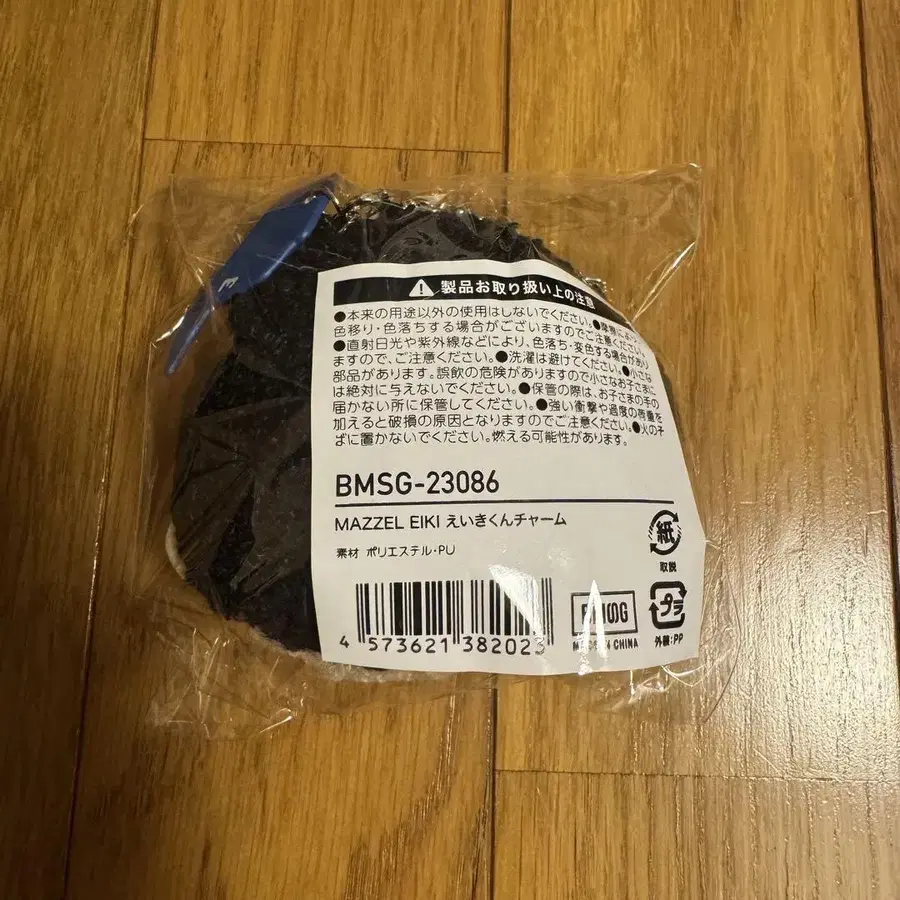 製品お取り扱い上の注意
●本来の用途以外の使用はしないでください。●摩擦により
色移り・色落ちする場合がございますのでご注意ください。
●直射日光や紫外線などにより、色落ち・変色する場合があり
ますので、ご注意ください。●洗濯は避けてください。●小さな
部品があります。誤飲の危険がありますので小さなお子さまに
は絶対に与えないでください。●保管の際は、お子さまの手の
届かない所に保管してください。●強い衝撃や過度の荷重を
加えると破損の原因となりますのでご注意ください。●火のそ
ばに置かないでください。燃える可能性があります。
BMSG-23086
MAZZEL EIKI えいきくんチャーム
素材 ポリエステル・PU
紙
取説
プラ
外装:PP
4 573621 382023
MADE IN CHINA
E